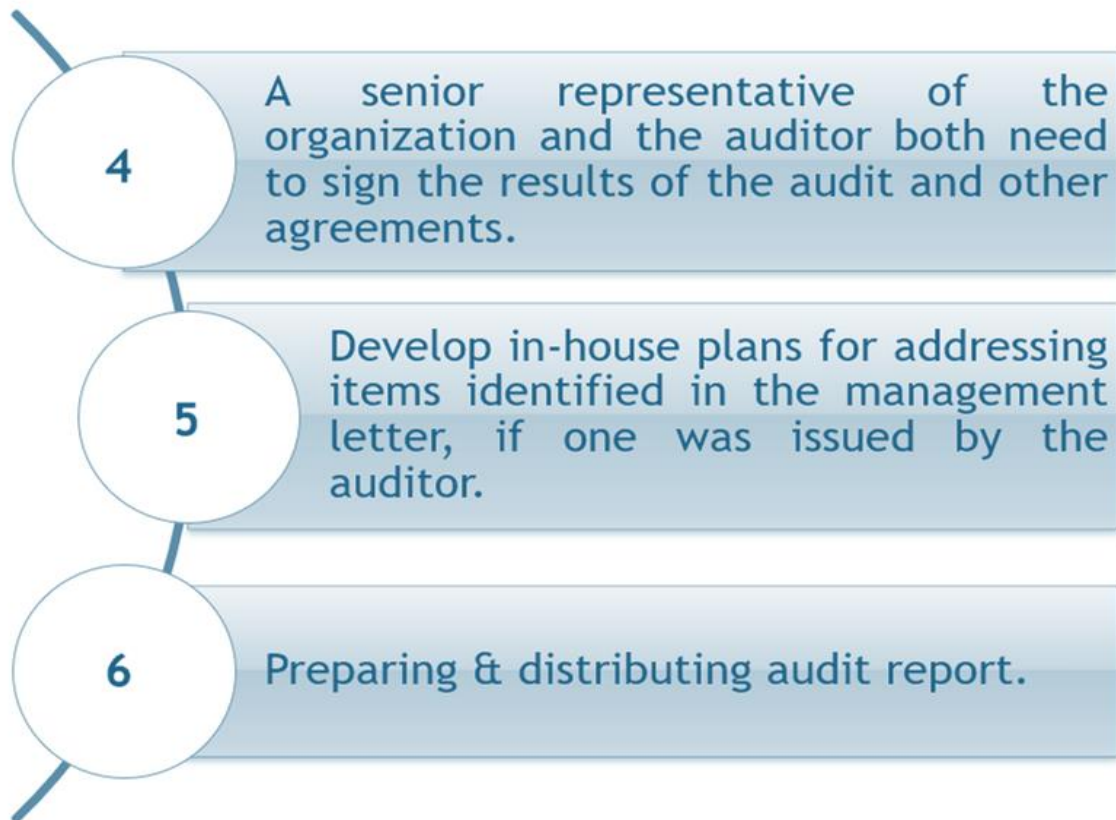 4
A senior representative of the
organization and the auditor both need
to sign the results of the audit and other
agreements.
5
Develop in-house plans for addressing
items identified in the management
letter, if one was issued by the
auditor.
6
Preparing & distributing audit report.